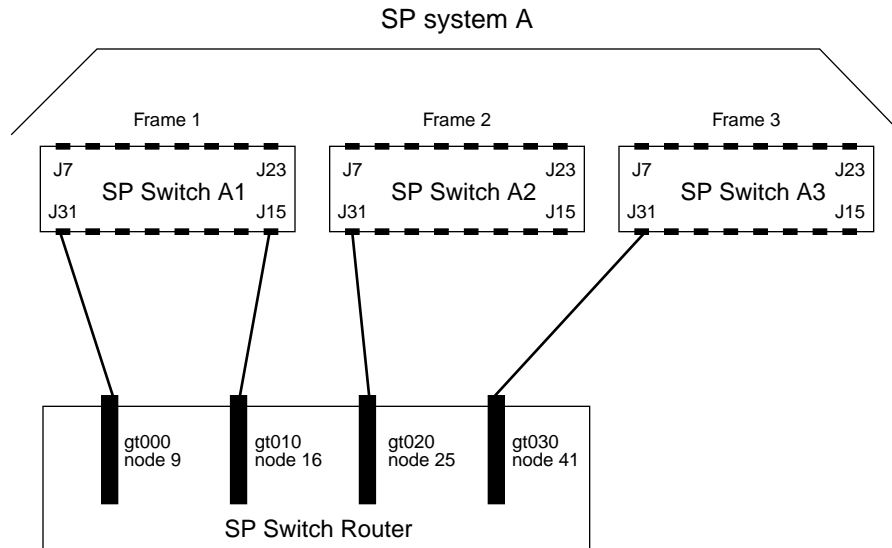 SP system A
Frame 1
Frame 2
Frame 3
J7
J23
SP Switch A1
J31
J15
J7
J23
SP Switch A2
J31
J15
J7
J23
SP Switch A3
J31
J15
gt000
node 9
gt010
node 16
gt020
node 25
gt030
node 41
SP Switch Router